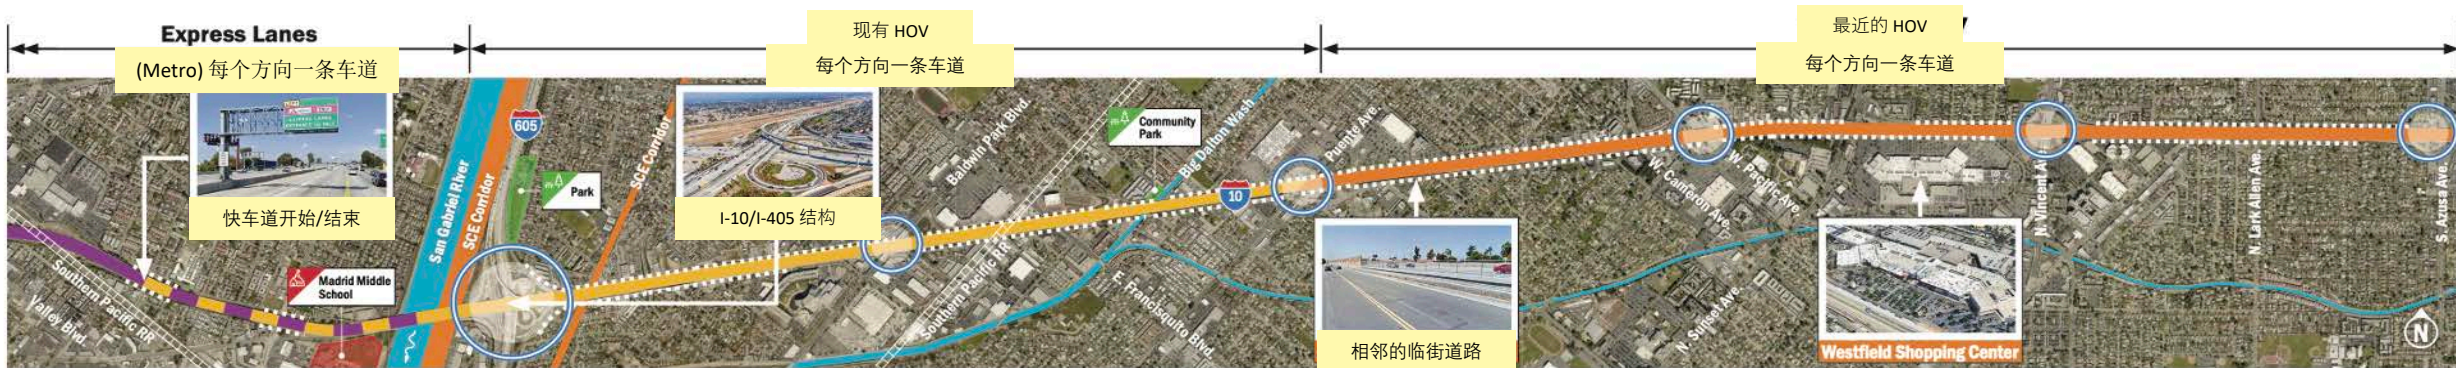 Express Lanes
(Metro) 每个方向一条车道
现有 HOV
每个方向一条车道
最近的 HOV
每个方向一条车道
快车道开始/结束
I-10/I-405 结构
相邻的临街道路
Westfield Shopping Center
Madrid Middle
School
Park
Community
Park
605
10
San Gabriel River
SCE Corridor
SCE Corridor
Southern Pacific RR
Valley Blvd.
Baldwin Park Blvd.
Southern Pacific RR
Big Dalton Wash
E. Francisquito Blvd.
Puente Ave.
W. Cameron Ave.
W. Pacific Ave.
N. Sunset Ave.
N. Vincent Av
N. Lark Allen Ave.
S. Azusa Ave.
N